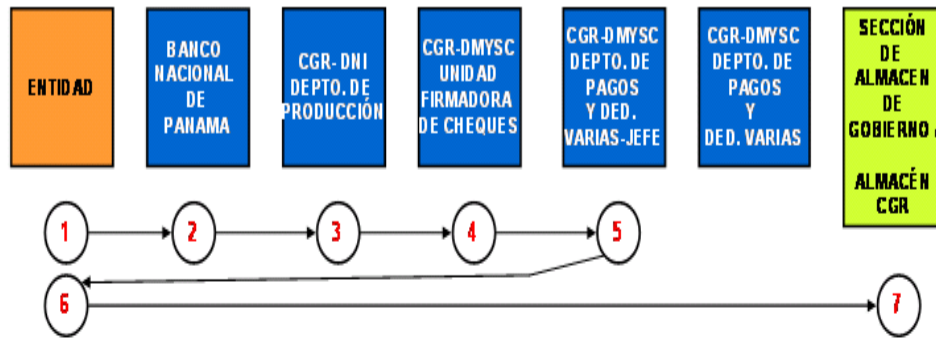 ENTIDAD
BANCO
NACIONAL
DE
PANAMA
CGR- DNI
DEPTO. DE
PRODUCCIÓN
CGR-DMYSC
UNIDAD
FIRMADORA
DE CHEQUES
CGR-DMYSC
DEPTO. DE
PAGOS
Y DED.
VARIAS-JEFE
CGR-DMYSC
DEPTO. DE
PAGOS
Y
DED. VARIAS
SECCIÓN
DE
ALMACEN
DE
GOBIERNO.
ALMACÉN
CGR
1
2
3
4
5
6
7